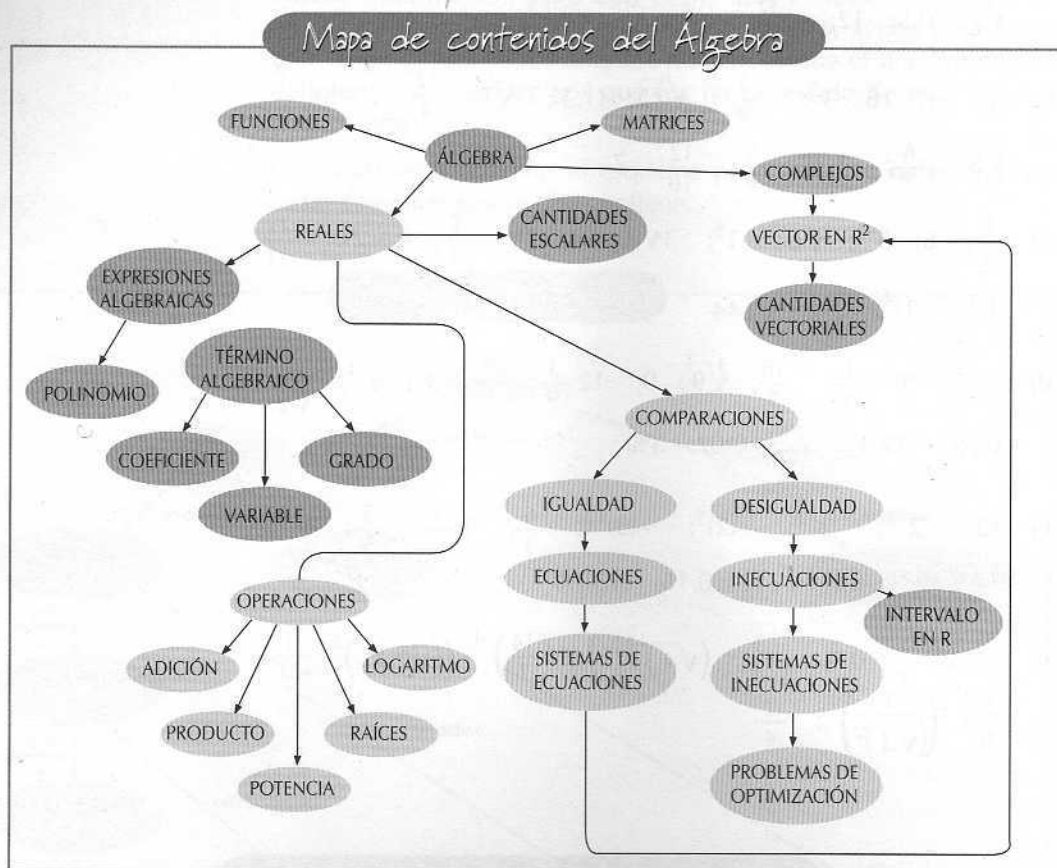 Mapa de contenidos del Álgebra
FUNCIONES
MATRICES
ÁLGEBRA
COMPLEJOS
REALES
CANTIDADES
ESCALARES
VECTOR EN R²
EXPRESIONES
ALGEBRAICAS
CANTIDADES
VECTORIALES
TÉRMINO
ALGEBRAICO
POLINOMIO
COMPARACIONES
COEFICIENTE
GRADO
VARIABLE
IGUALDAD
DESIGUALDAD
ECUACIONES
INECUACIONES
OPERACIONES
INTERVALO
EN R
ADICIÓN
LOGARITMO
SISTEMAS DE
ECUACIONES
SISTEMAS DE
INECUACIONES
PRODUCTO
RAÍCES
POTENCIA
PROBLEMAS DE
OPTIMIZACIÓN